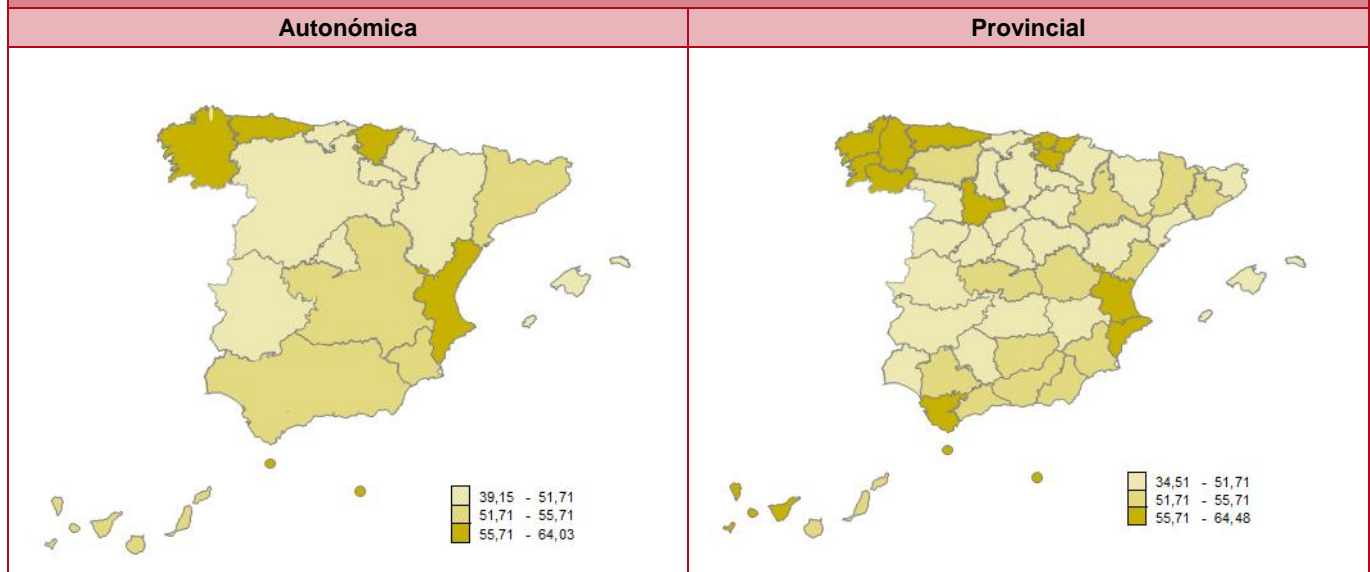 Autonómica
Provincial
39,15 - 51,71
51,71 - 55,71
55,71 - 64,03
34,51 - 51,71
51,71 - 55,71
55,71 - 64,48